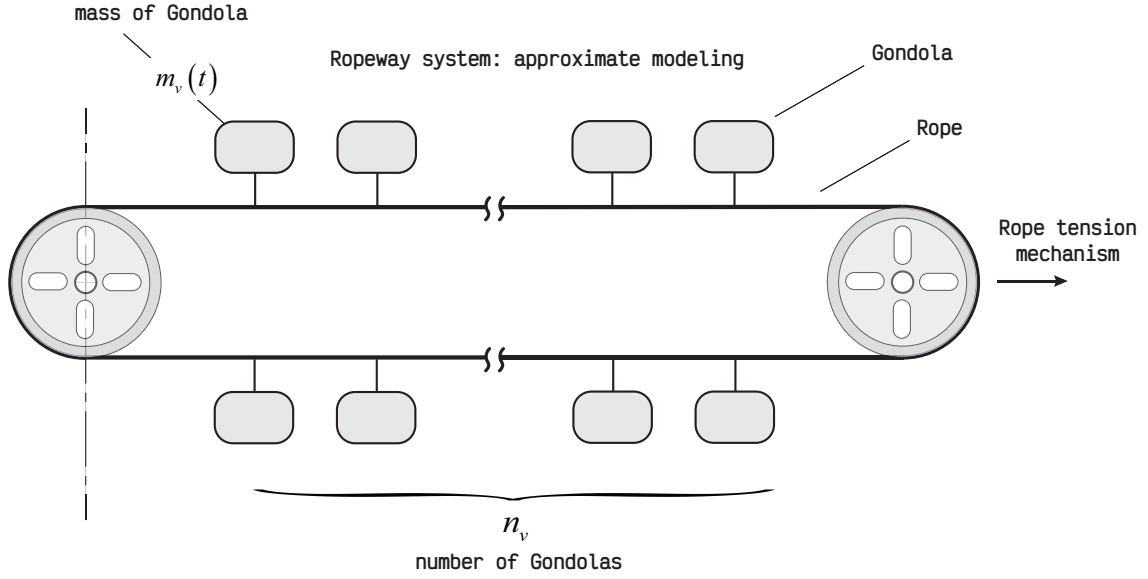 mass of Gondola
Ropeway system: approximate modeling
Gondola
m_v(t)
Rope
Rope tension
mechanism
n_v
number of Gondolas